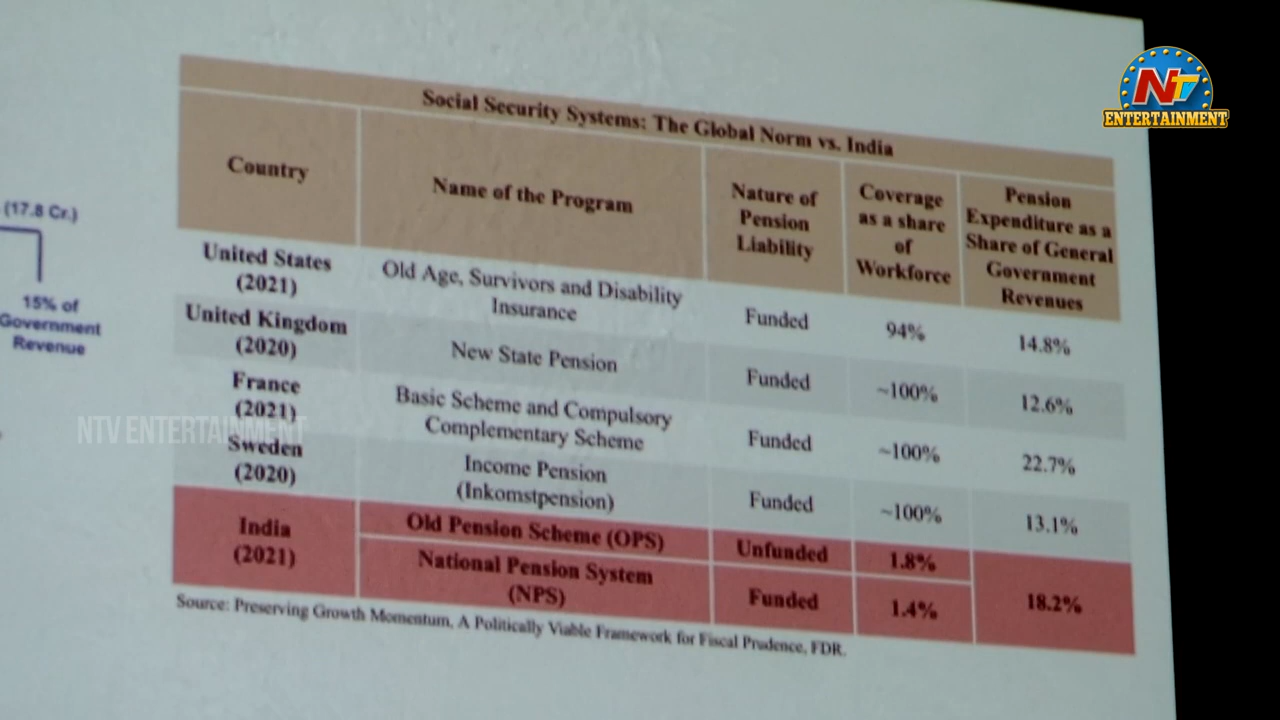 NT
ENTERTAINMENT
(17.8 Cr.)
15% of
Government
Revenue
Social Security Systems: The Global Norm vs. India
Country
Name of the Program
Nature of
Pension
Liability
Coverage
as a share
of
Workforce
Pension
Expenditure as a
Share of General
Government
Revenues
United States
(2021)
Old Age, Survivors and Disability
Insurance
Funded
94%
14.8%
United Kingdom
(2020)
New State Pension
Funded
~100%
12.6%
France
(2021)
Basic Scheme and Compulsory
Complementary Scheme
Funded
~100%
22.7%
Sweden
(2020)
Income Pension
(Inkomstpension)
Funded
~100%
13.1%
India
(2021)
Old Pension Scheme (OPS)
Unfunded
1.8%
National Pension System
(NPS)
Funded
1.4%
18.2%
Source: Preserving Growth Momentum, A Politically Viable Framework for Fiscal Prudence, FDR.
NTV ENTERTAINMENT